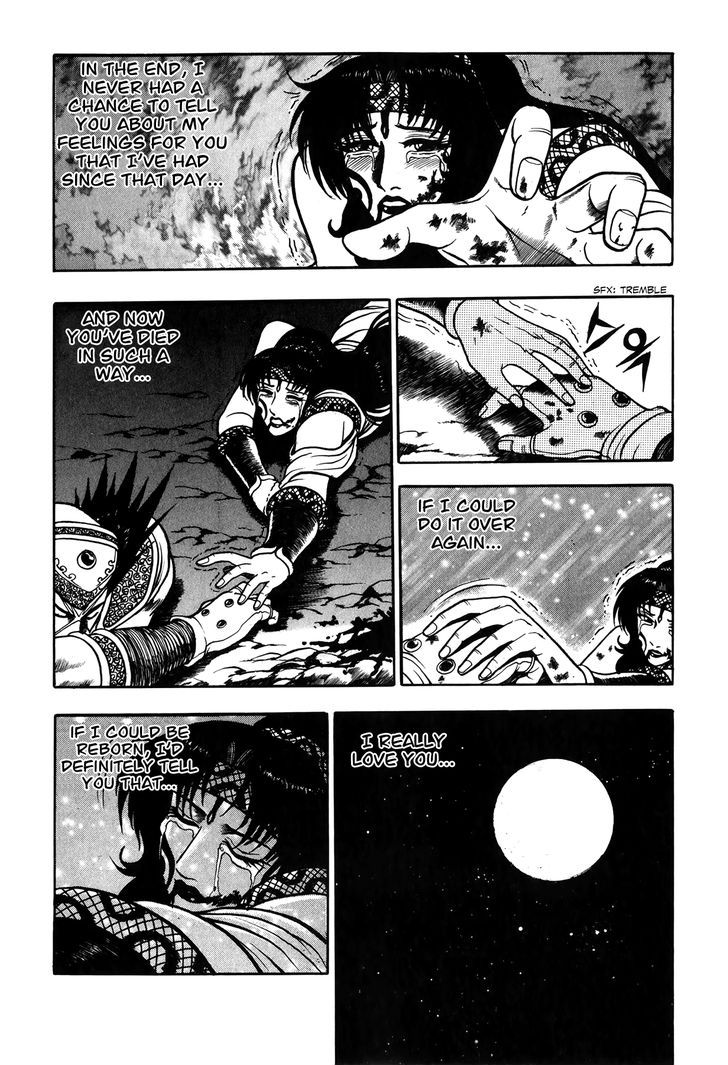 IN THE END, I
NEVER HAD A
CHANCE TO TELL
YOU ABOUT MY
FEELINGS FOR YOU
THAT I'VE HAD
SINCE THAT DAY...
SFX: TREMBLE
AND NOW
YOU'VE DIED
IN SUCH A
WAY...
IF I COULD
DO IT OVER
AGAIN...
IF I COULD BE
REBORN, I'D
DEFINITELY TELL
YOU THAT...
I REALLY
LOVE YOU...